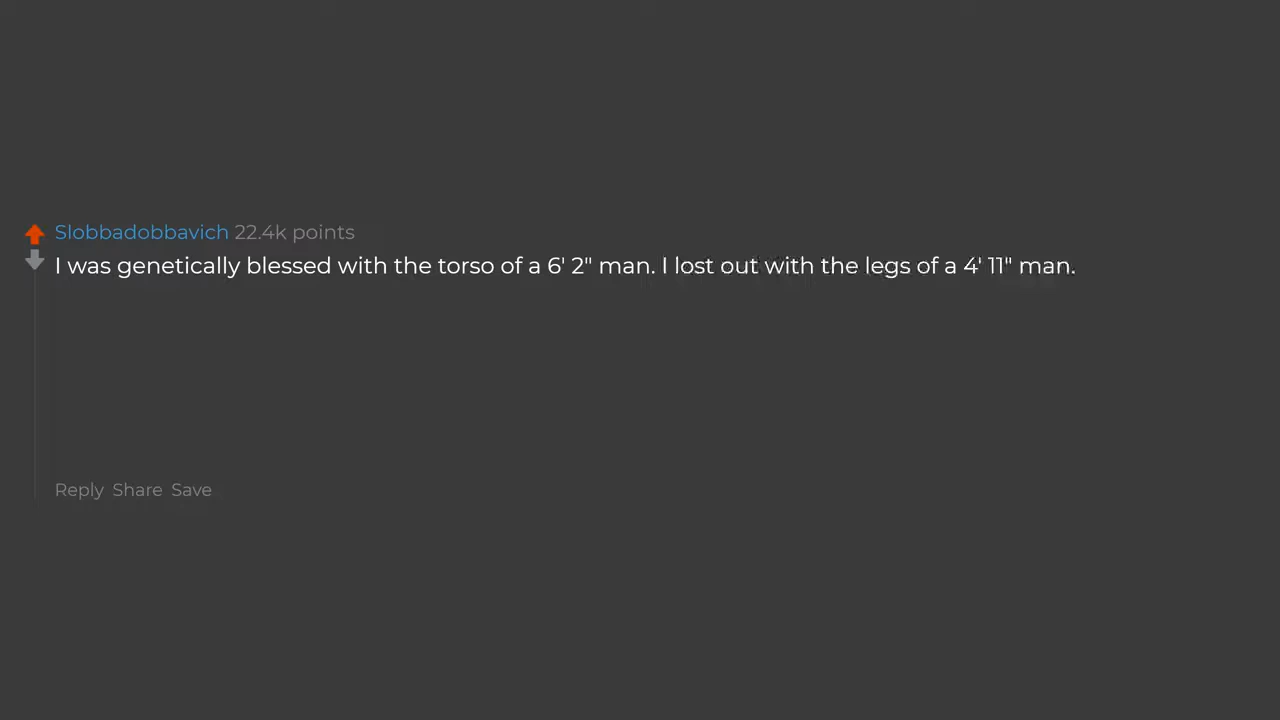 Slobbadobbavich 22.4k points
I was genetically blessed with the torso of a 6' 2" man. I lost out with the legs of a 4' 11" man.
Reply Share Save